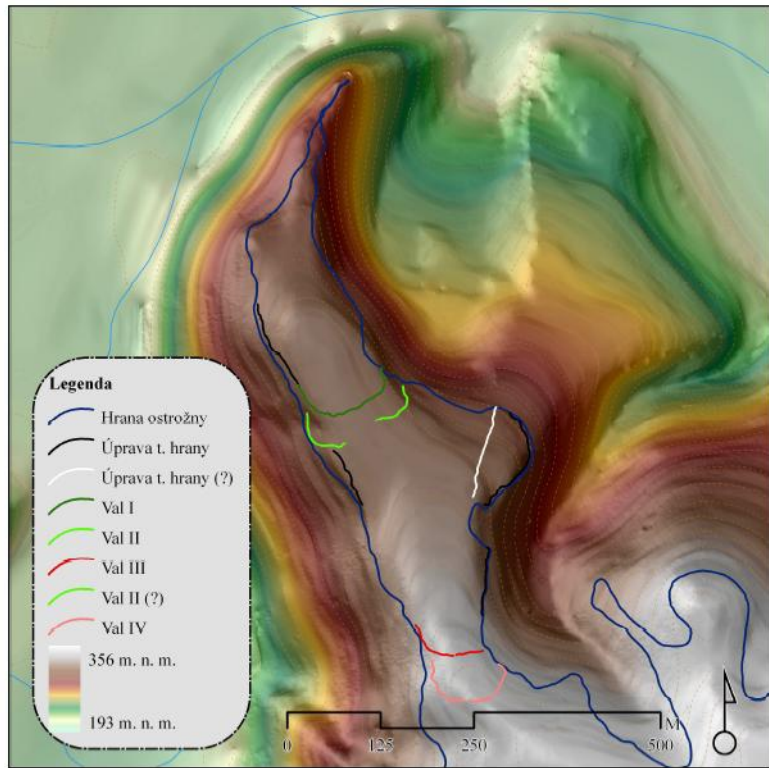 Legenda
Hrana ostrožny
Úprava t. hrany
Úprava t. hrany (?)
Val I
Val II
Val III
Val II (?)
Val IV
356 m. n. m.
193 m. n. m.
0 125 250 500 M